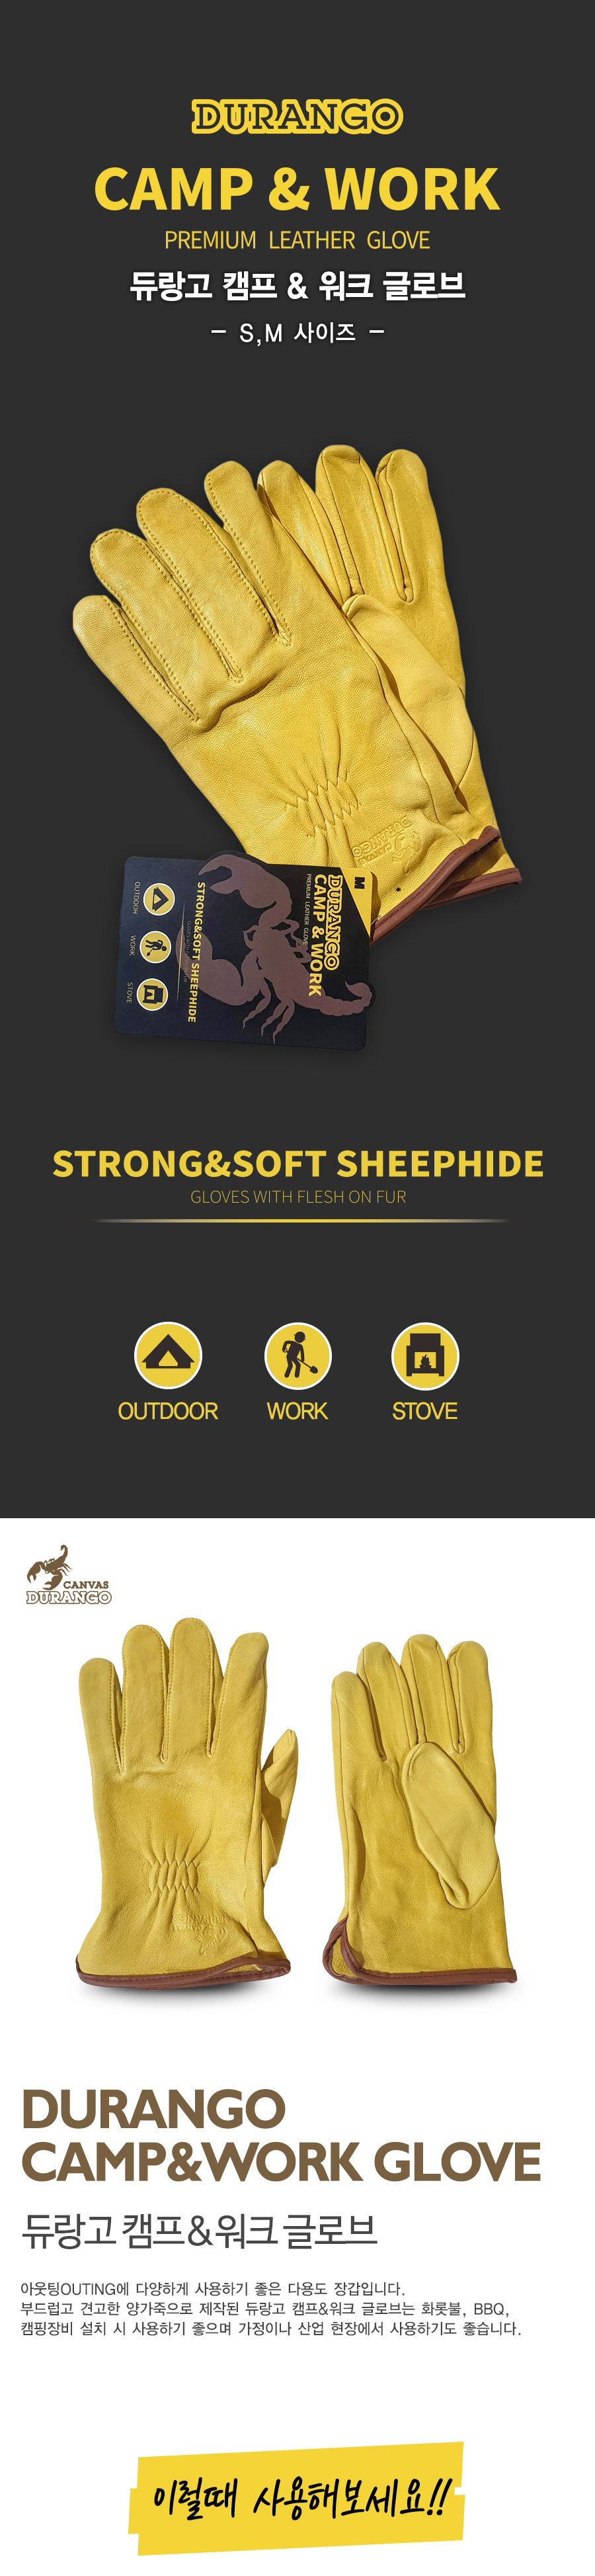 DURANGO
CAMP & WORK
PREMIUM LEATHER GLOVE
듀랑고 캠프 & 워크 글로브
- S,M 사이즈 -
CANVAS
DURANGO
M
DURANGO
CAMP & WORK
PREMIUM LEATHER GLOVE
STRONG&SOFT SHEEPHIDE
OUTDOOR
WORK
STOVE
STRONG&SOFT SHEEPHIDE
GLOVES WITH FLESH ON FUR
OUTDOOR
WORK
STOVE
CANVAS
DURANGO
DURANGO
CAMP&WORK GLOVE
듀랑고 캠프&워크 글로브
아웃팅OUTING에 다양하게 사용하기 좋은 다용도 장갑입니다.
부드럽고 견고한 양가죽으로 제작된 듀랑고 캠프&워크 글로브는 화롯불, BBQ,
캠핑장비 설치 시 사용하기 좋으며 가정이나 산업 현장에서 사용하기도 좋습니다.
이럴때 사용해보세요!!